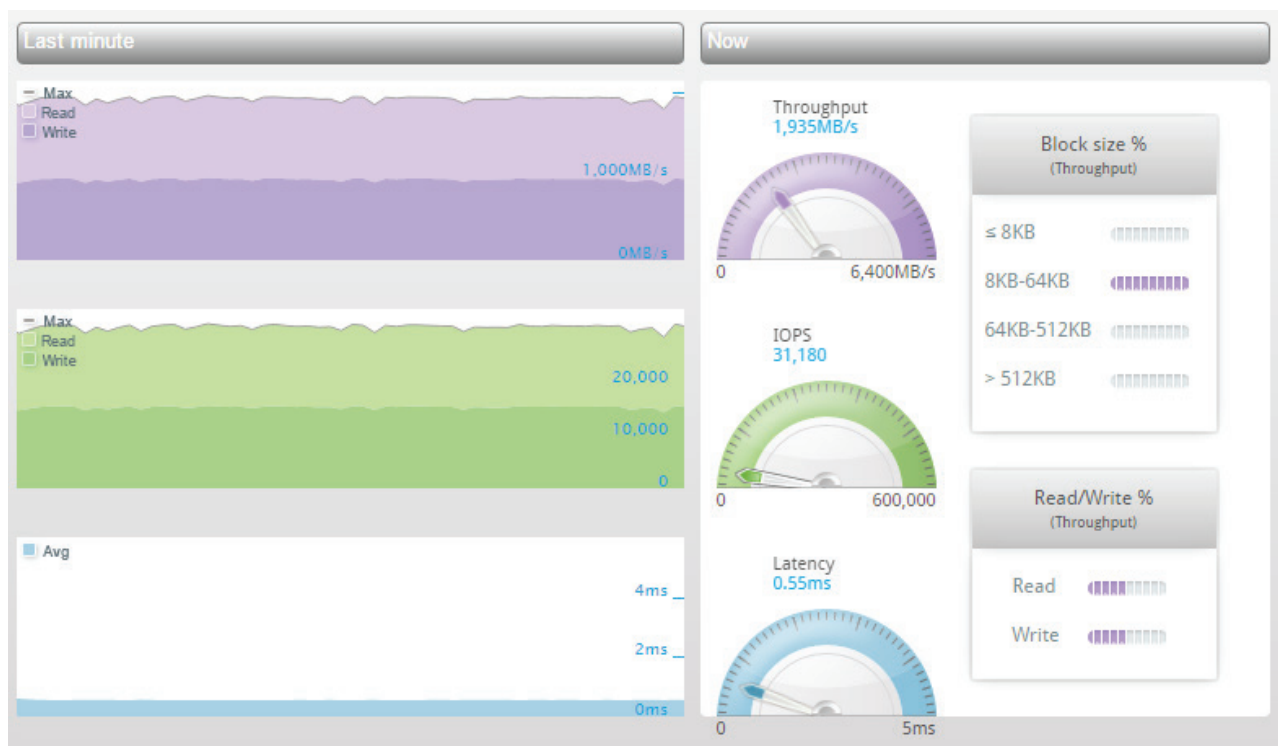 Last minute
Max
Read
Write
1,000MB/s
0MB/s
Max
Read
Write
20,000
10,000
0
Avg
4ms
2ms
0ms
Now
Throughput
1,935MB/s
0
6,400MB/s
IOPS
31,180
0
600,000
Latency
0.55ms
0
5ms
Block size %
(Throughput)
≤ 8KB
8KB-64KB
64KB-512KB
> 512KB
Read/Write %
(Throughput)
Read
Write